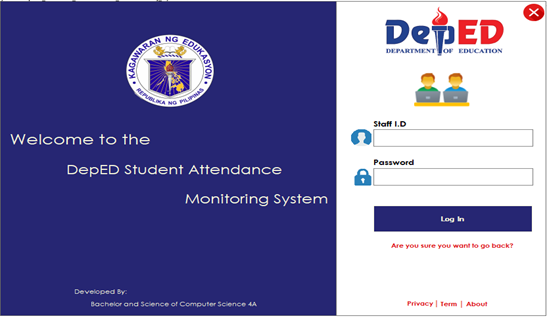 KAGAWARAN NG EDUKASYON
REPUBLIKA NG PILIPINAS
Welcome to the
DepED Student Attendance
Monitoring System
Developed By:
Bachelor and Science of Computer Science 4A
DepED
DEPARTMENT OF EDUCATION
Staff I.D
Password
Log In
Are you sure you want to go back?
Privacy | Term | About